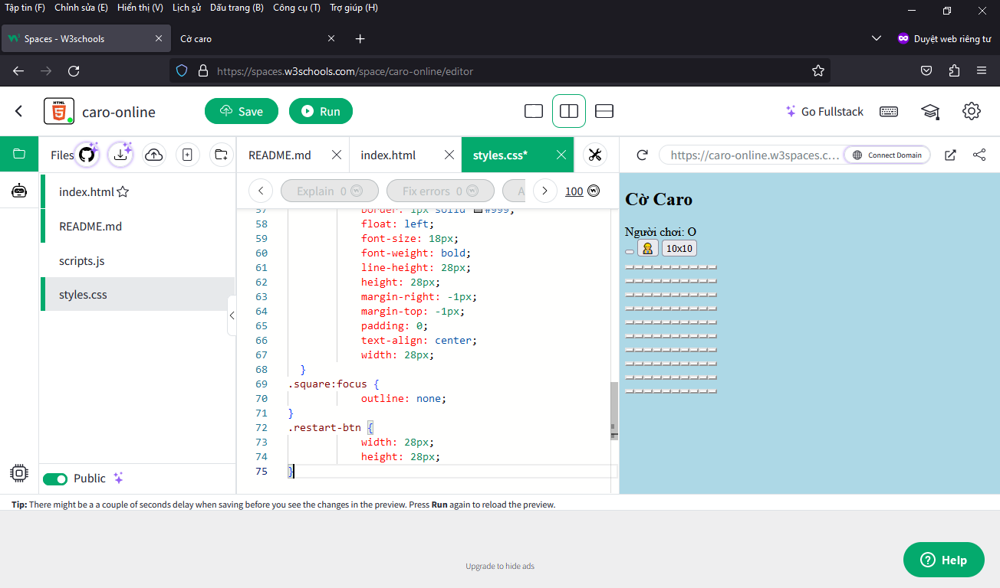 Tập tin (F) Chỉnh sửa (E) Hiển thị (V) Lịch sử Dấu trang (B) Công cụ (T) Trợ giúp (H)
Spaces - W3schools
Cờ caro
Duyệt web riêng tư
https://spaces.w3schools.com/space/caro-online/editor
HTML
5
caro-online
Save
Run
Go Fullstack
Files
README.md
index.html
styles.css*
https://caro-online.w3spaces.c...
Connect Domain
index.html
README.md
scripts.js
styles.css
Public
Explain 0
Fix errors 0
A
100
57 border: 1px solid #999;
58 float: left;
59 font-size: 18px;
60 font-weight: bold;
61 line-height: 28px;
62 height: 28px;
63 margin-right: -1px;
64 margin-top: -1px;
65 padding: 0;
66 text-align: center;
67 width: 28px;
68 }
69 .square:focus {
70 outline: none;
71 }
72 .restart-btn {
73 width: 28px;
74 height: 28px;
75 }
Cờ Caro
Người chơi: O
10x10
Tip: There might be a a couple of seconds delay when saving before you see the changes in the preview. Press Run again to reload the preview.
Upgrade to hide ads
Help